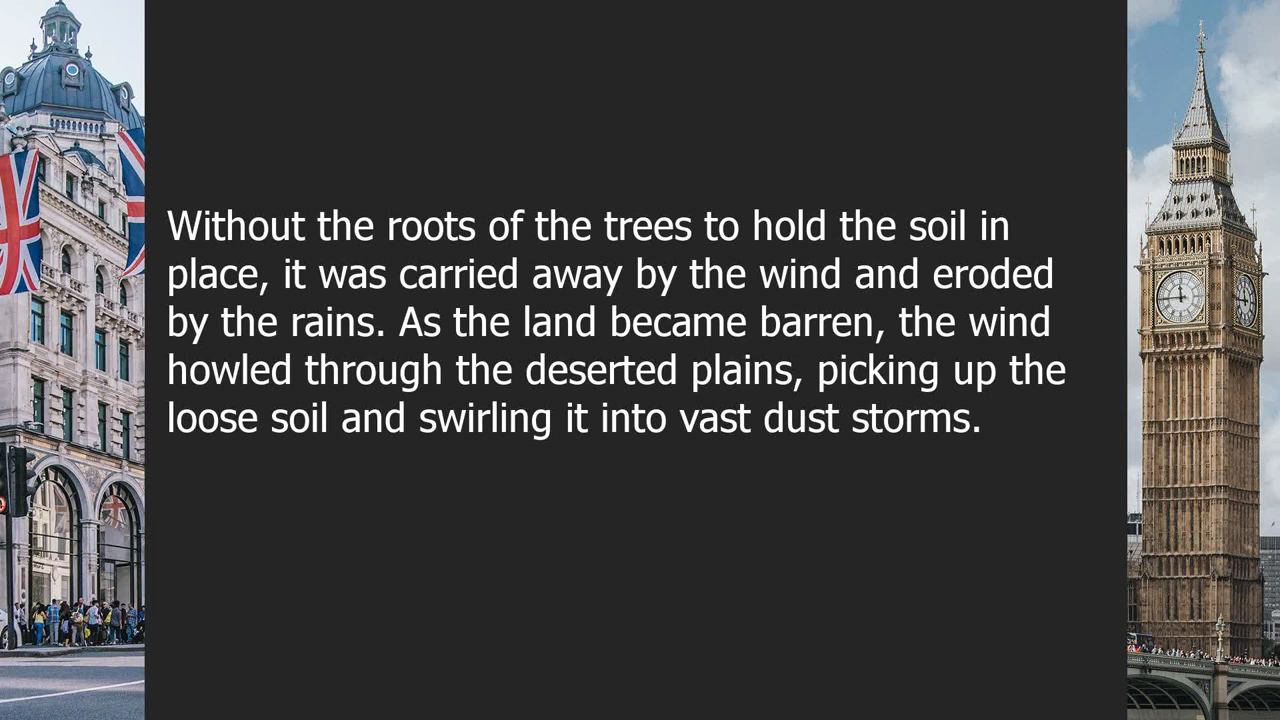 Without the roots of the trees to hold the soil in
place, it was carried away by the wind and eroded
by the rains. As the land became barren, the wind
howled through the deserted plains, picking up the
loose soil and swirling it into vast dust storms.